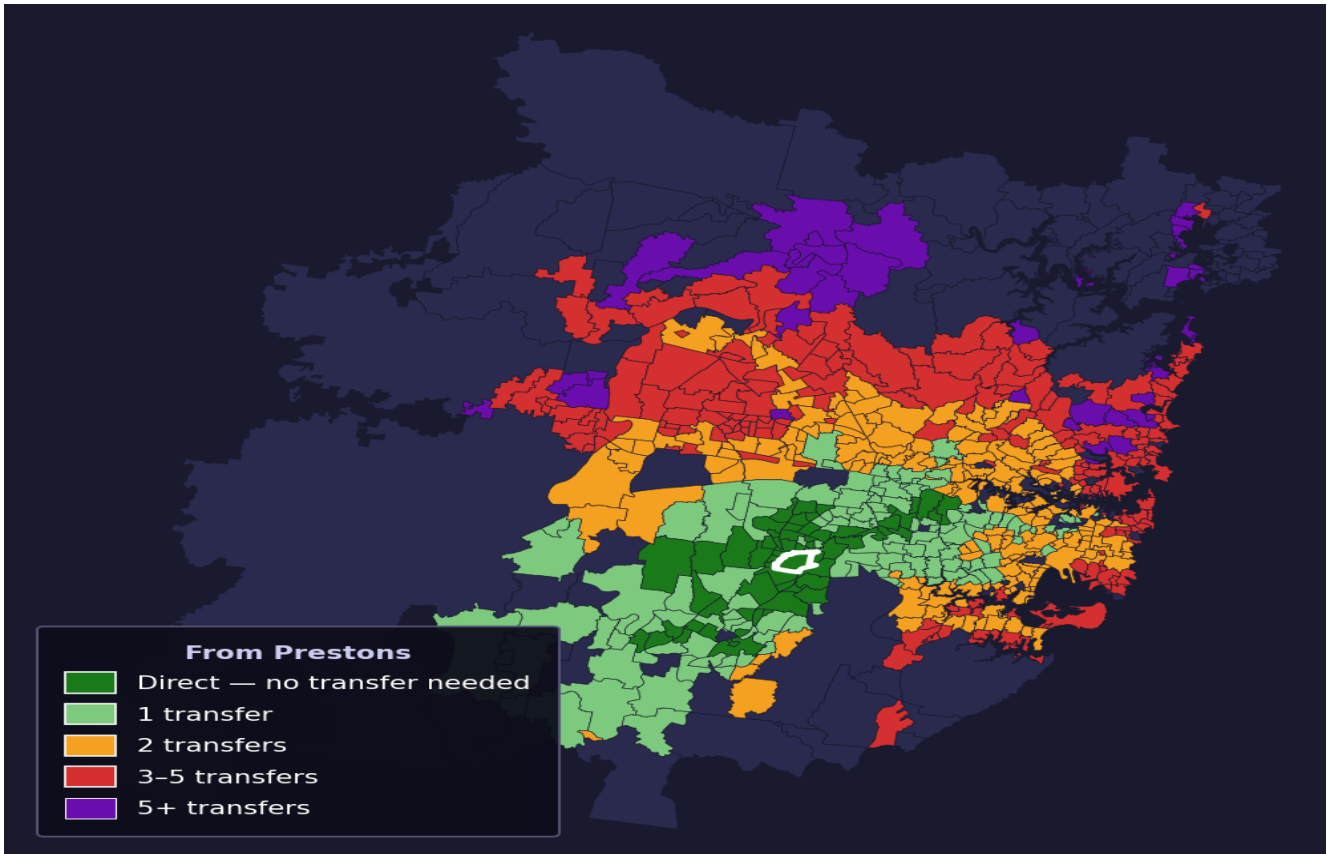 From Prestons
Direct — no transfer needed
1 transfer
2 transfers
3–5 transfers
5+ transfers